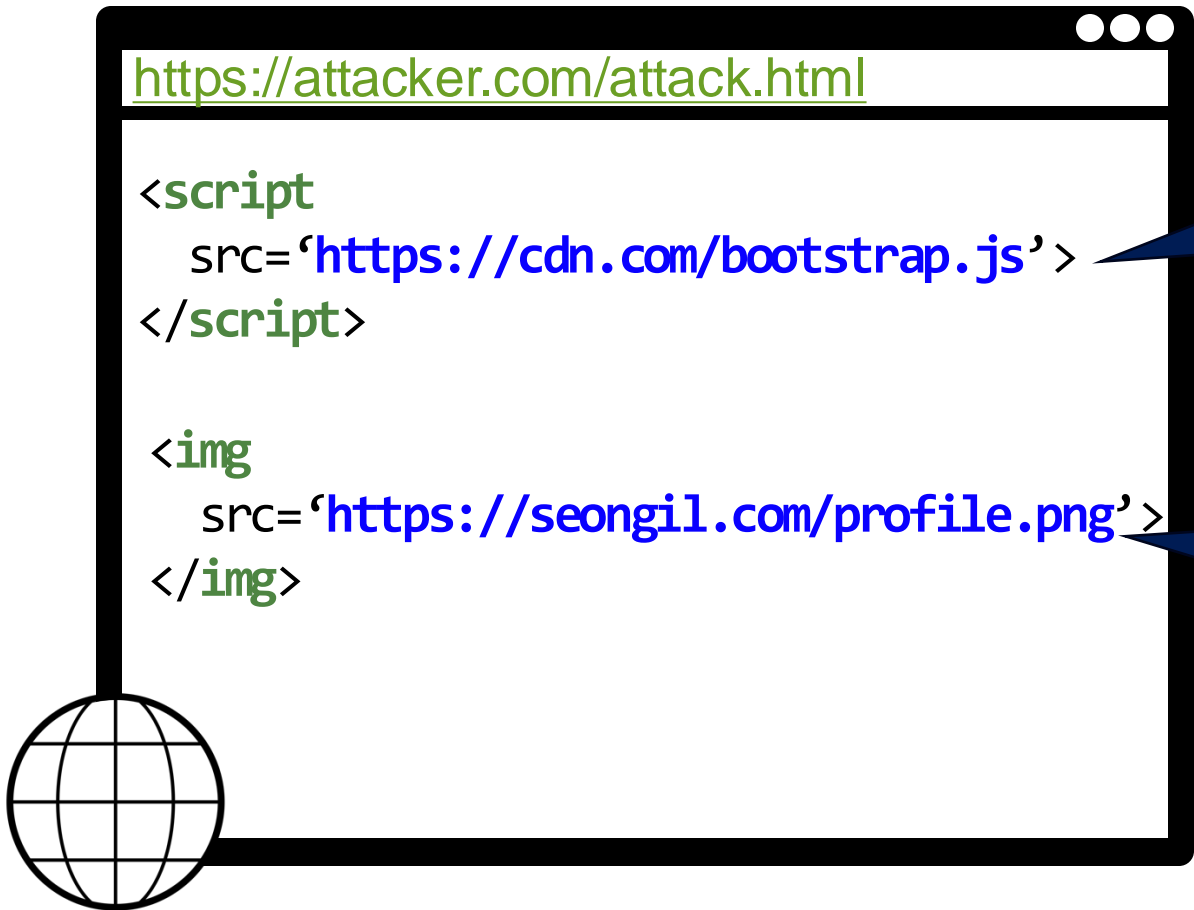 https://attacker.com/attack.html
<script
src=‘https://cdn.com/bootstrap.js’>
</script>
<img
src=‘https://seongil.com/profile.png’>
</img>